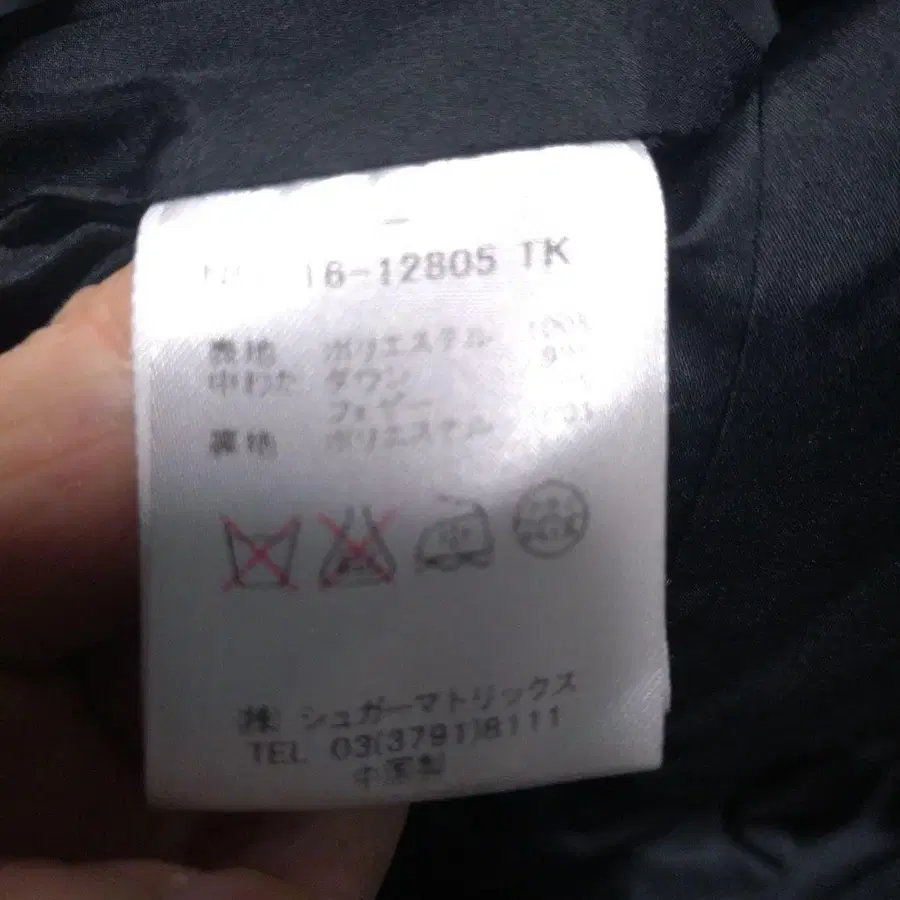 16-12805 TK
表地 ポリエステル 100%
中わた ダウン
フェザー
裏地 ポリエステル
(株) シュガーマトリックス
TEL 03(3791)8111
中国製